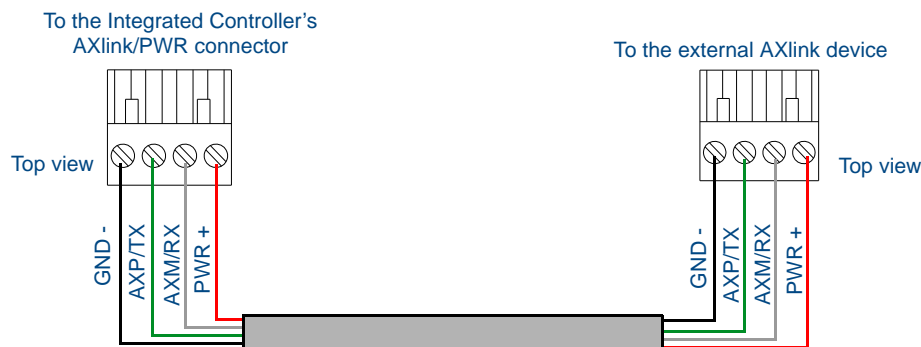 To the Integrated Controller’s
AXlink/PWR connector
To the external AXlink device
Top view
Top view
GND -
AXP/TX
AXM/RX
PWR +
GND -
AXP/TX
AXM/RX
PWR +